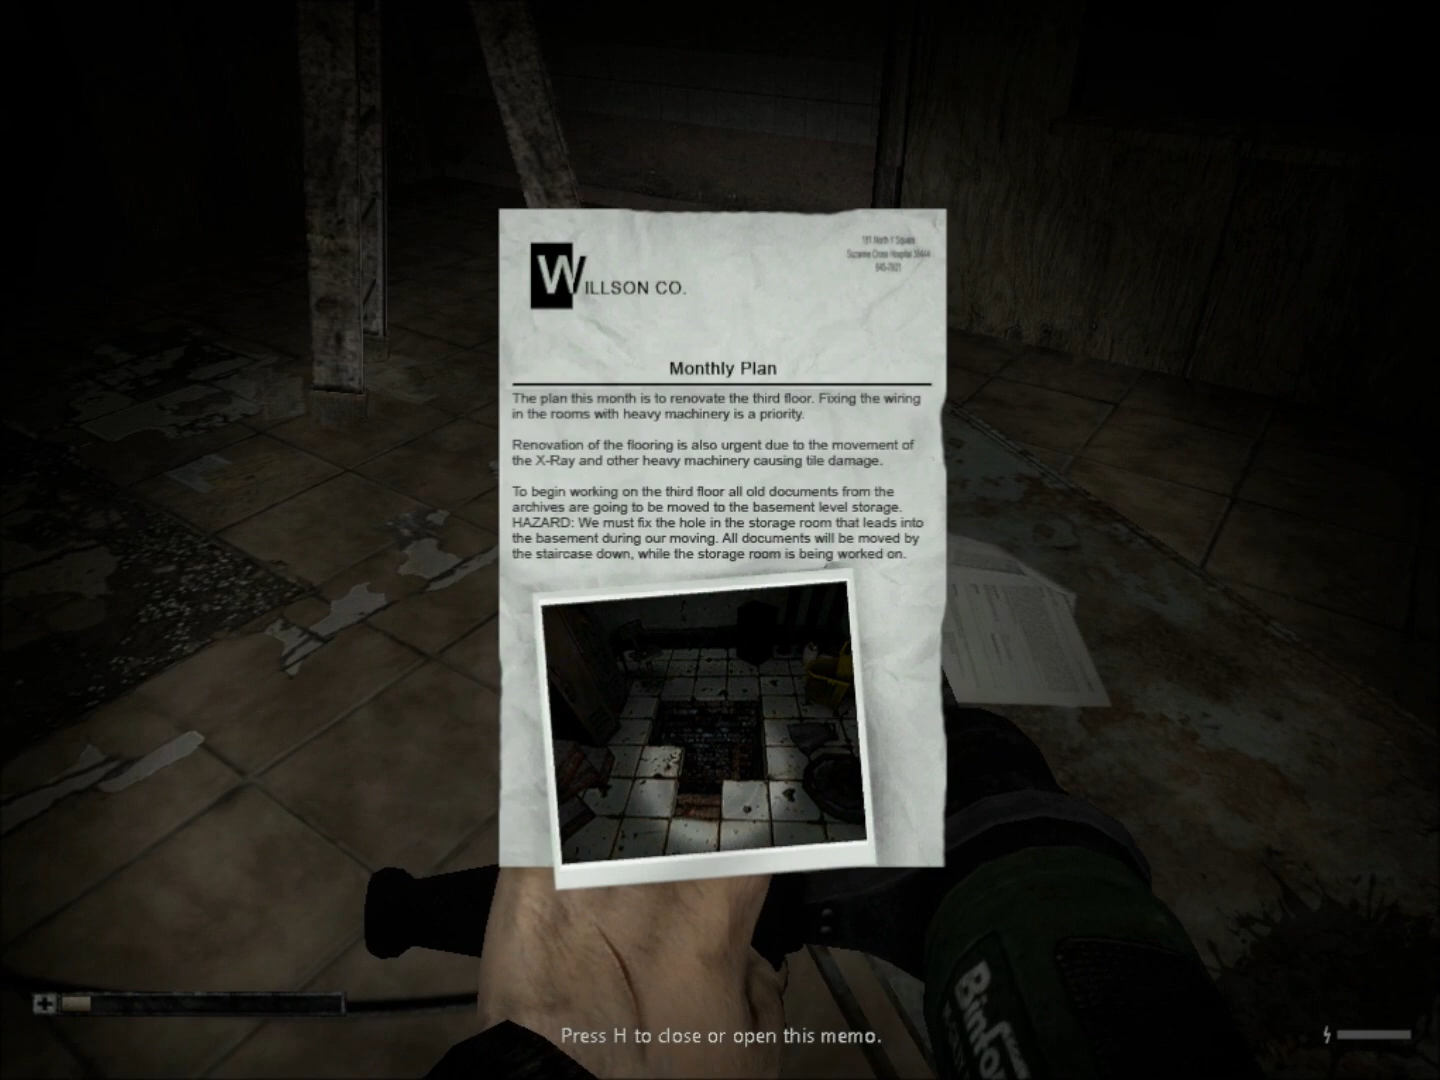 WILLSON CO.
Suzanne Cross Hospital
Monthly Plan
The plan this month is to renovate the third floor. Fixing the wiring
in the rooms with heavy machinery is a priority.
Renovation of the flooring is also urgent due to the movement of
the X-Ray and other heavy machinery causing tile damage.
To begin working on the third floor all old documents from the
archives are going to be moved to the basement level storage.
HAZARD: We must fix the hole in the storage room that leads into
the basement during our moving. All documents will be moved by
the staircase down, while the storage room is being worked on.
Press H to close or open this memo.